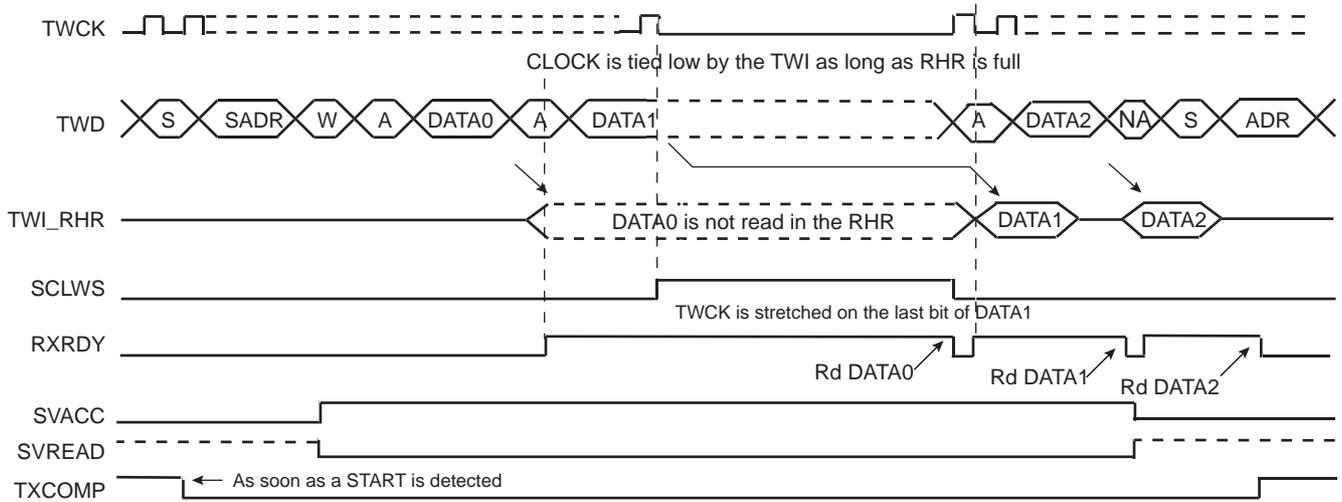 TWCK
CLOCK is tied low by the TWI as long as RHR is full
TWD S SADR W A DATA0 A DATA1 A DATA2 NA S ADR
TWI_RHR DATA0 is not read in the RHR DATA1 DATA2
SCLWS
TWCK is stretched on the last bit of DATA1
RXRDY
Rd DATA0 Rd DATA1 Rd DATA2
SVACC
SVREAD
As soon as a START is detected
TXCOMP